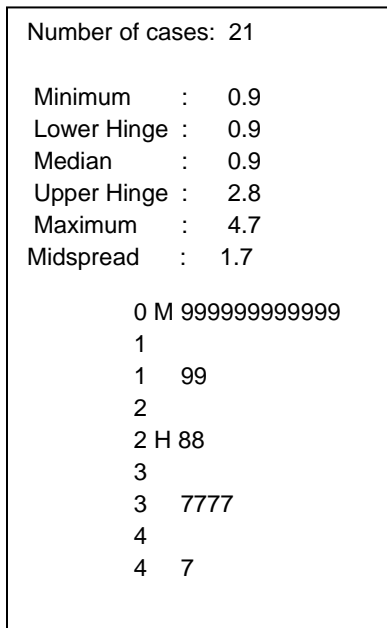 Number of cases: 21
Minimum : 0.9
Lower Hinge : 0.9
Median : 0.9
Upper Hinge : 2.8
Maximum : 4.7
Midspread : 1.7
0 M 999999999999
1
1 99
2
2 H 88
3
3 7777
4
4 7